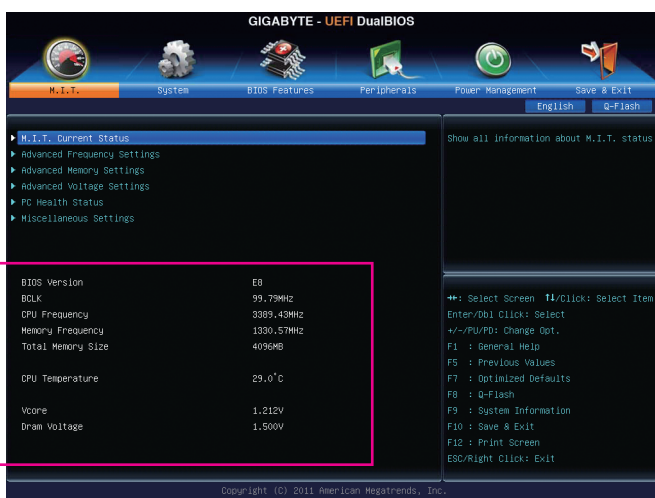 GIGABYTE - UEFI DualBIOS
M.I.T.
System
BIOS Features
Peripherals
Power Management
Save & Exit
English
Q-Flash
M.I.T. Current Status
Advanced Frequency Settings
Advanced Memory Settings
Advanced Voltage Settings
PC Health Status
Miscellaneous Settings
Show all information about M.I.T. status
BIOS Version E8
BCLK 99.79MHz
CPU Frequency 3389.43MHz
Memory Frequency 1330.57MHz
Total Memory Size 4096MB
CPU Temperature 29.0°C
Vcore 1.212V
Dram Voltage 1.500V
→←: Select Screen ↑↓/Click: Select Item
Enter/Dbl Click: Select
+/-/PU/PD: Change Opt.
F1 : General Help
F5 : Previous Values
F7 : Optimized Defaults
F8 : Q-Flash
F9 : System Information
F10 : Save & Exit
F12 : Print Screen
ESC/Right Click: Exit
Copyright (C) 2011 American Megatrends, Inc.